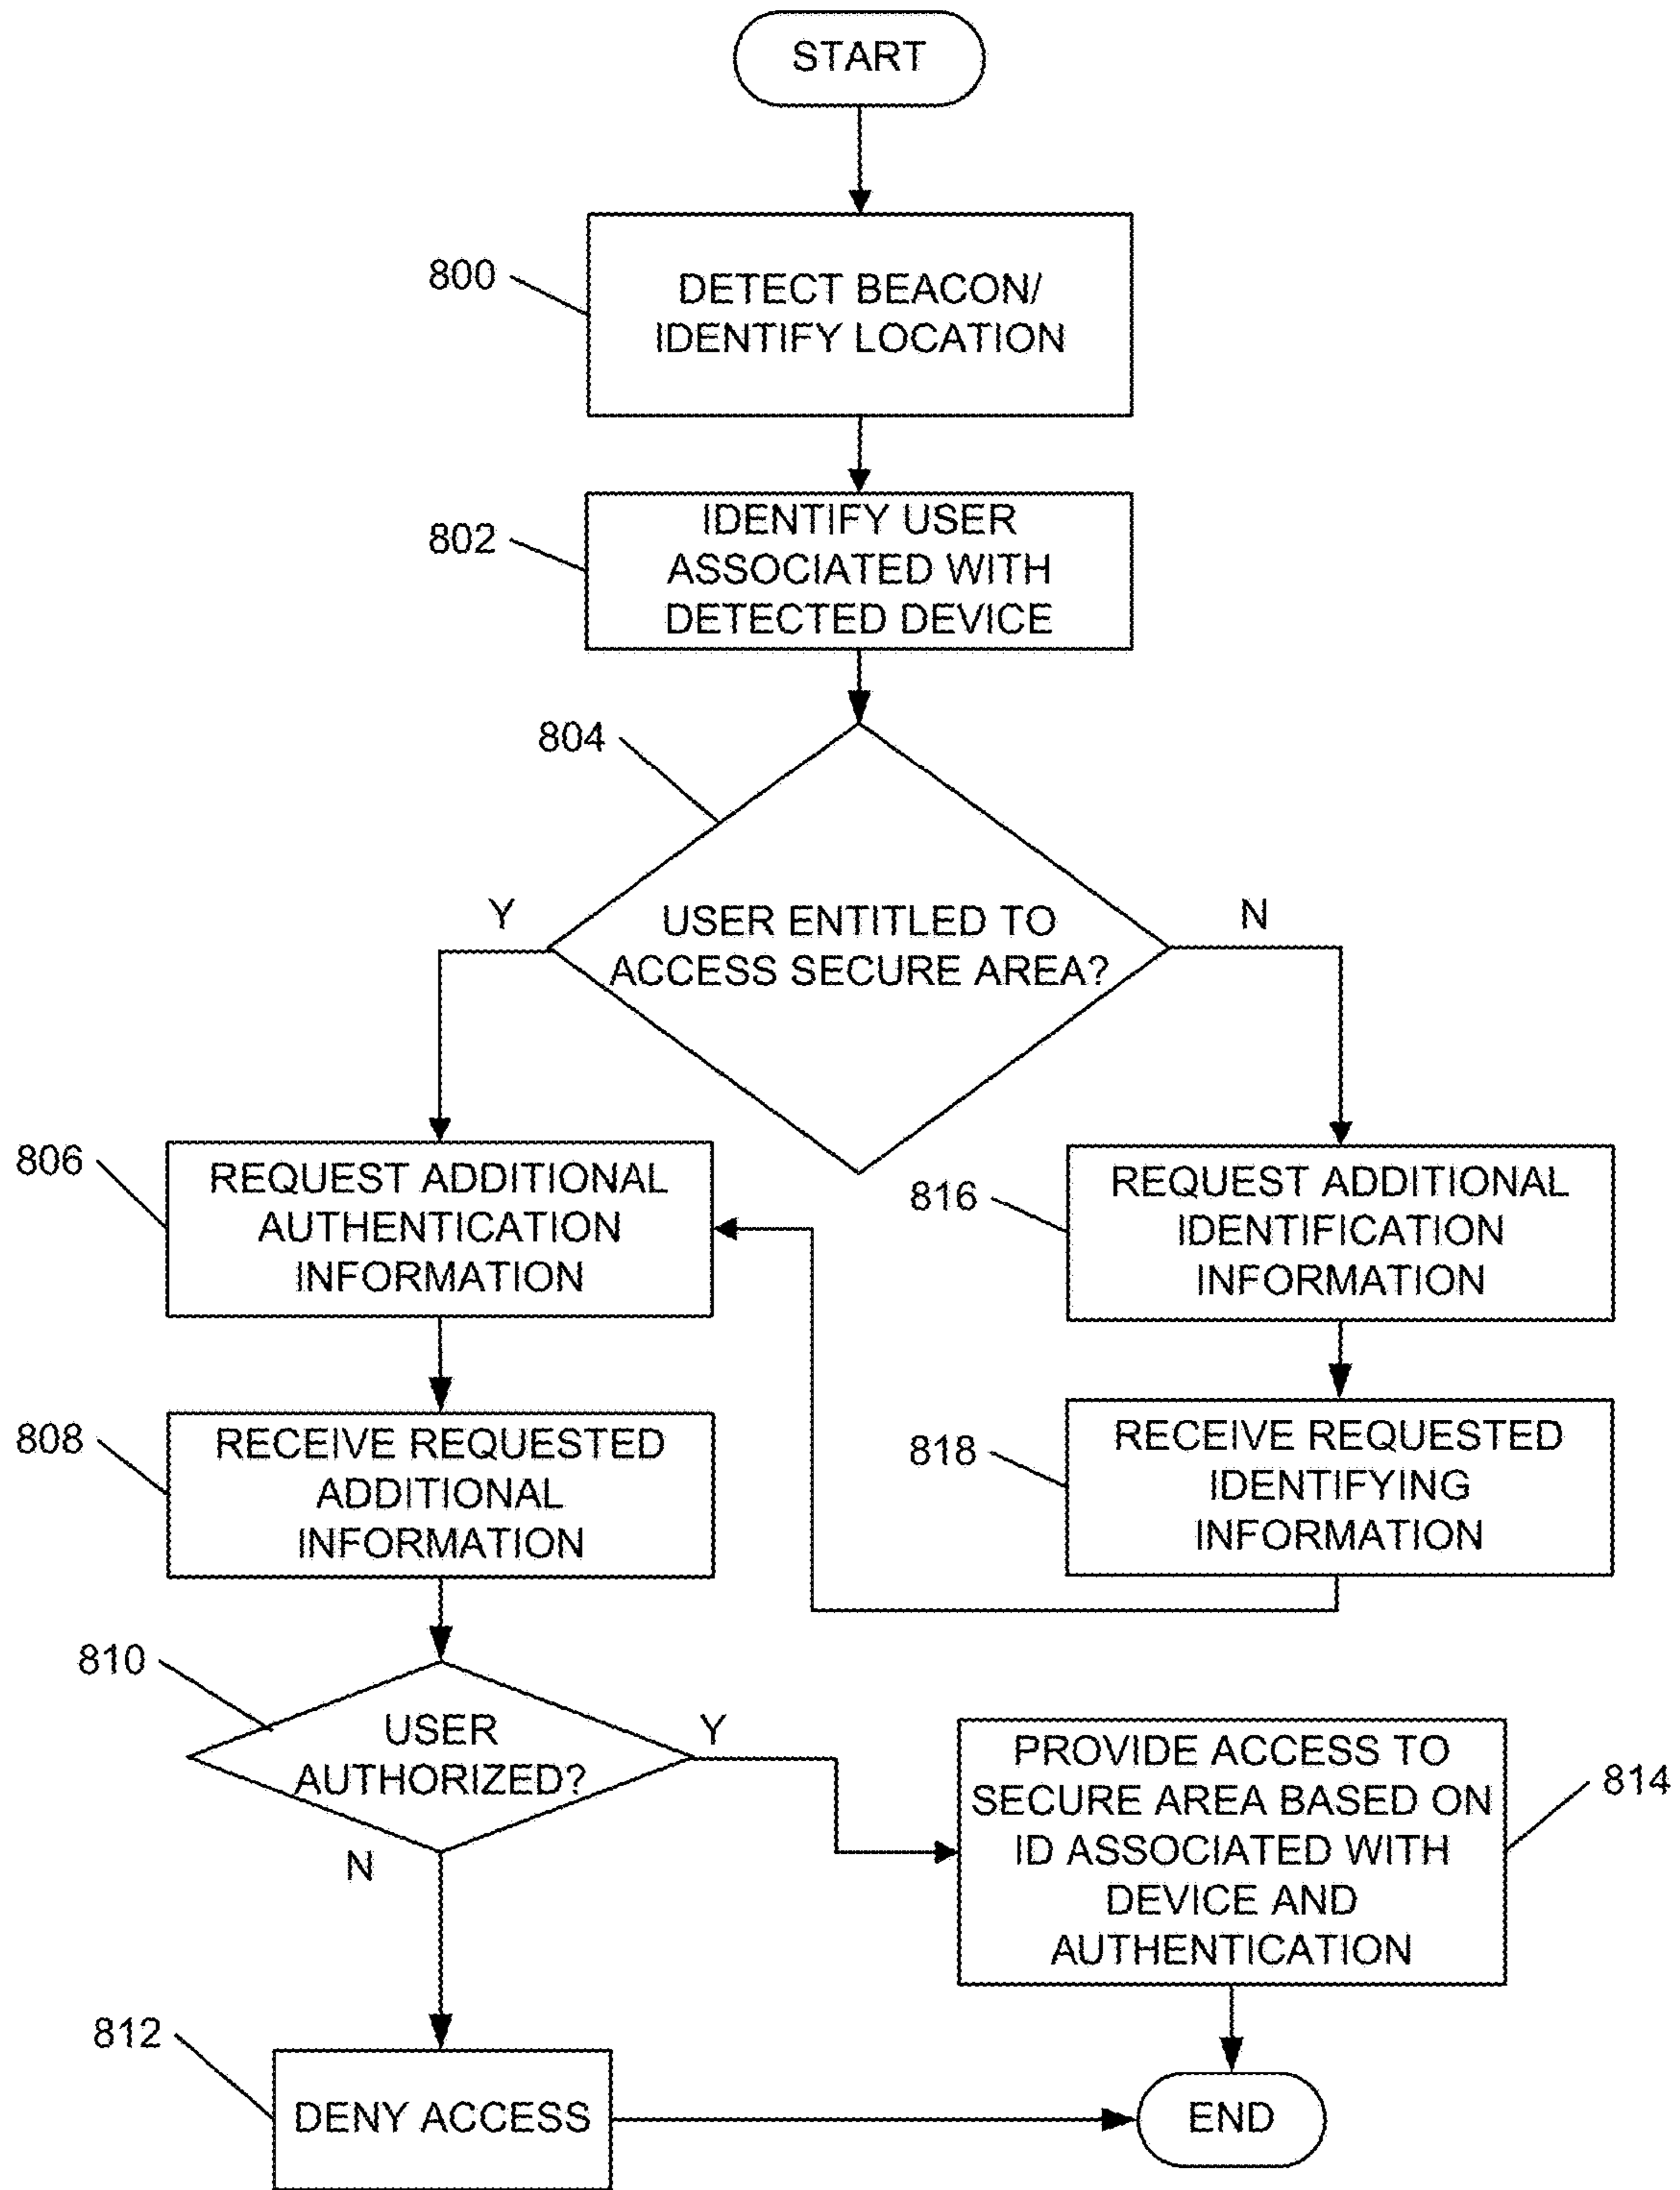 START
800
DETECT BEACON/
IDENTIFY LOCATION
802
IDENTIFY USER
ASSOCIATED WITH
DETECTED DEVICE
804
USER ENTITLED TO
ACCESS SECURE AREA?
Y
N
806
REQUEST ADDITIONAL
AUTHENTICATION
INFORMATION
816
REQUEST ADDITIONAL
IDENTIFICATION
INFORMATION
808
RECEIVE REQUESTED
ADDITIONAL
INFORMATION
818
RECEIVE REQUESTED
IDENTIFYING
INFORMATION
810
USER
AUTHORIZED?
Y
N
PROVIDE ACCESS TO
SECURE AREA BASED ON
ID ASSOCIATED WITH
DEVICE AND
AUTHENTICATION
814
812
DENY ACCESS
END